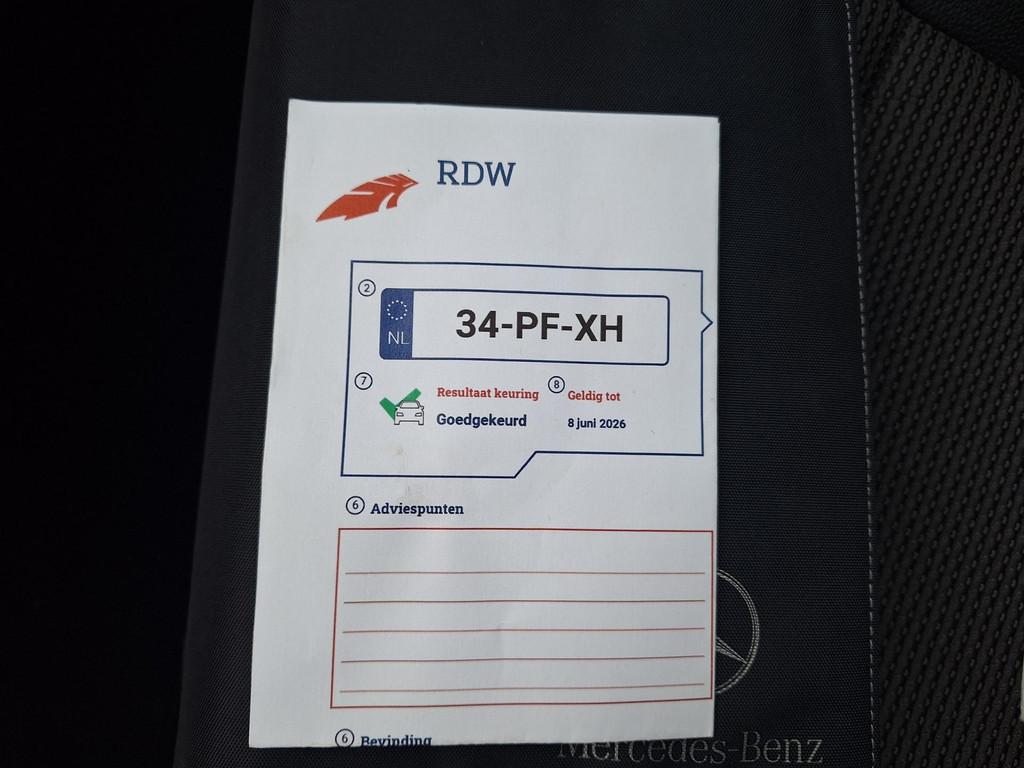 RDW
2
NL
34-PF-XH
7
Resultaat keuring
Goedgekeurd
8
Geldig tot
8 juni 2026
6 Adviespunten
6 Bevinding
Mercedes-Benz